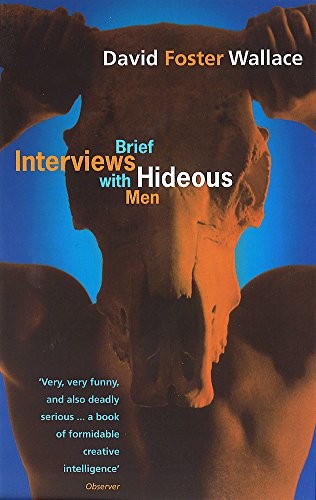 David Foster Wallace
Brief
Interviews
with Hideous
Men
‘Very, very funny,
and also deadly
serious ... a book
of formidable
creative
intelligence’
Observer